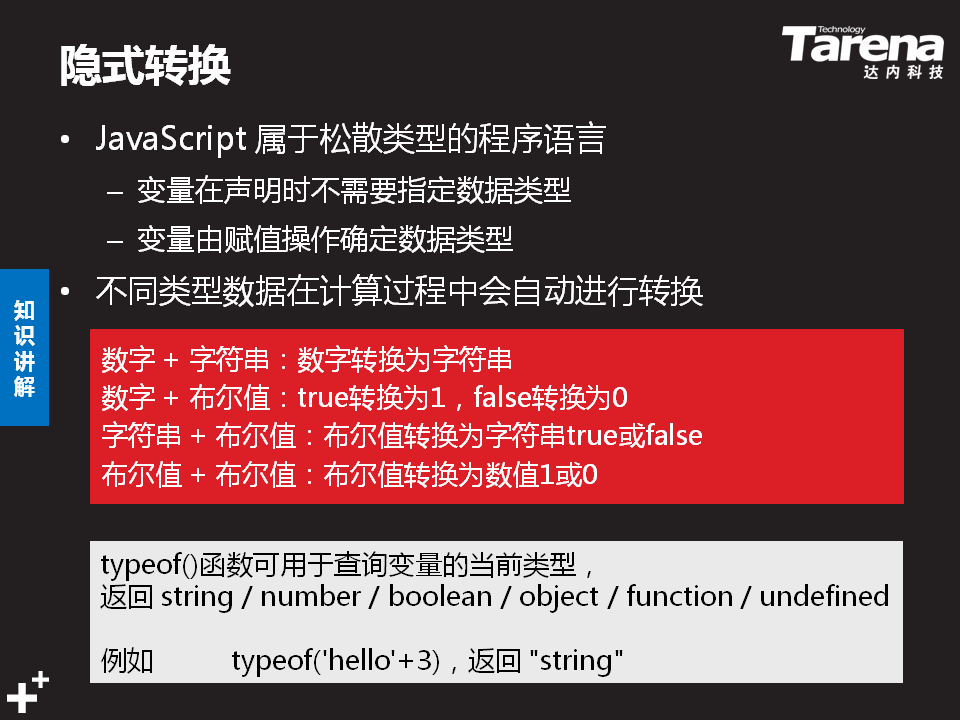 隐式转换
Technology
Tarena
达内科技
• JavaScript 属于松散类型的程序语言
– 变量在声明时不需要指定数据类型
– 变量由赋值操作确定数据类型
• 不同类型数据在计算过程中会自动进行转换
知识讲解
数字 + 字符串：数字转换为字符串
数字 + 布尔值：true转换为1，false转换为0
字符串 + 布尔值：布尔值转换为字符串true或false
布尔值 + 布尔值：布尔值转换为数值1或0
typeof()函数可用于查询变量的当前类型，
返回 string / number / boolean / object / function / undefined
例如 typeof('hello'+3)，返回 "string"